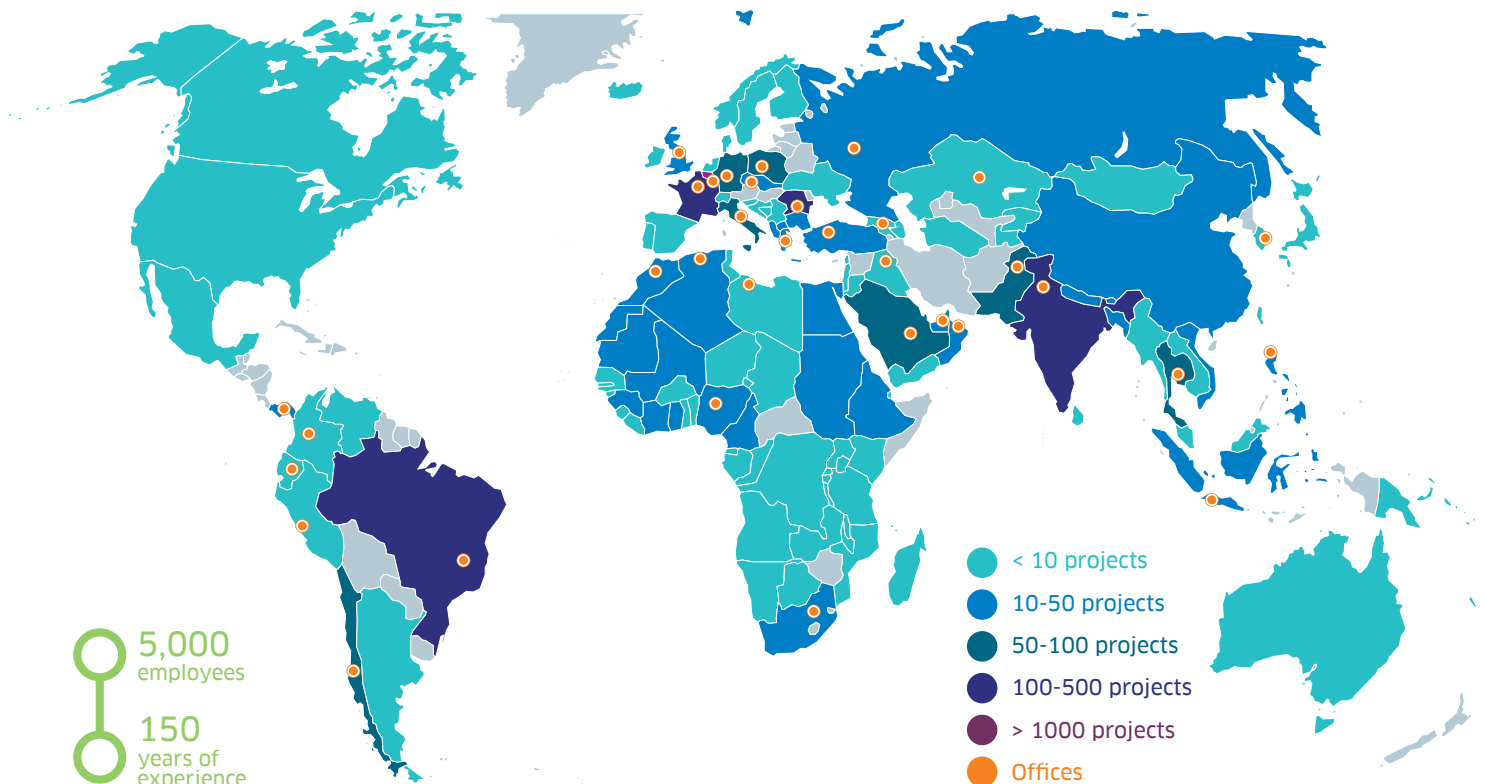 5,000
employees
150
years of
experience
< 10 projects
10-50 projects
50-100 projects
100-500 projects
> 1000 projects
Offices